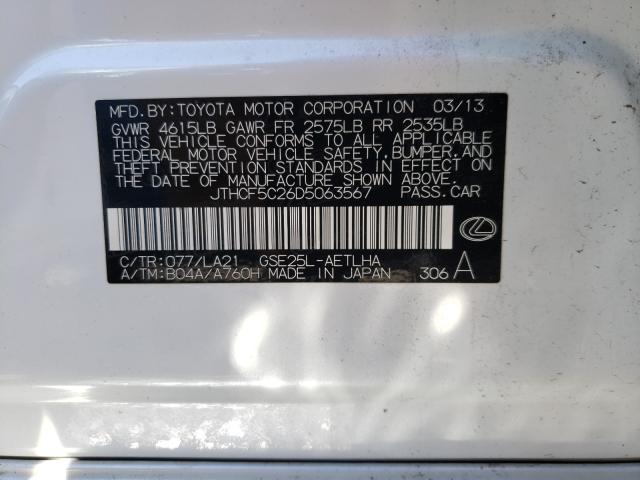 MFD.BY:TOYOTA MOTOR CORPORATION 03/13
GVWR 4615LB GAWR FR 2575LB RR 2535LB
THIS VEHICLE CONFORMS TO ALL APPLICABLE
FEDERAL MOTOR VEHICLE SAFETY, BUMPER, AND
THEFT PREVENTION STANDARDS IN EFFECT ON
THE DATE OF MANUFACTURE SHOWN ABOVE.
JTHCF5C26D5063567 PASS.CAR
C/TR:077/LA21 GSE25L-AETLHA
A/TM:B04A/A760H MADE IN JAPAN 306 A